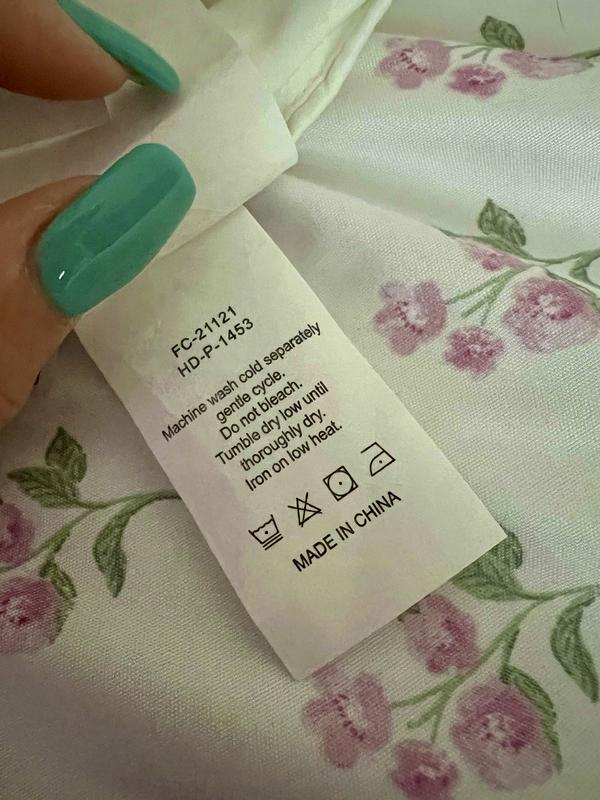 FC-21121
HD-P-1453
Machine wash cold separately
gentle cycle.
Do not bleach.
Tumble dry low until
thoroughly dry.
Iron on low heat.
MADE IN CHINA